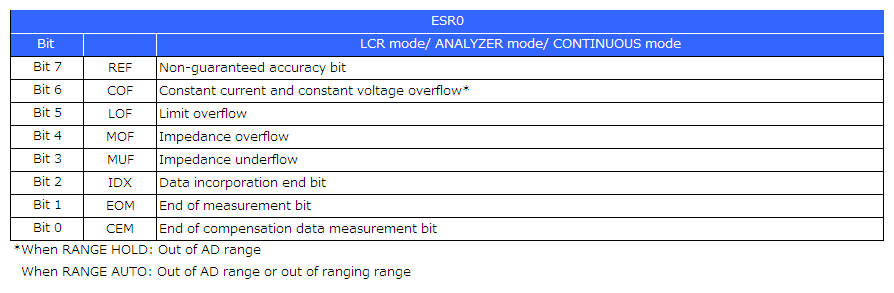 ESR0
Bit LCR mode/ ANALYZER mode/ CONTINUOUS mode
Bit 7 REF Non-guaranteed accuracy bit
Bit 6 COF Constant current and constant voltage overflow*
Bit 5 LOF Limit overflow
Bit 4 MOF Impedance overflow
Bit 3 MUF Impedance underflow
Bit 2 IDX Data incorporation end bit
Bit 1 EOM End of measurement bit
Bit 0 CEM End of compensation data measurement bit
*When RANGE HOLD: Out of AD range
When RANGE AUTO: Out of AD range or out of ranging range